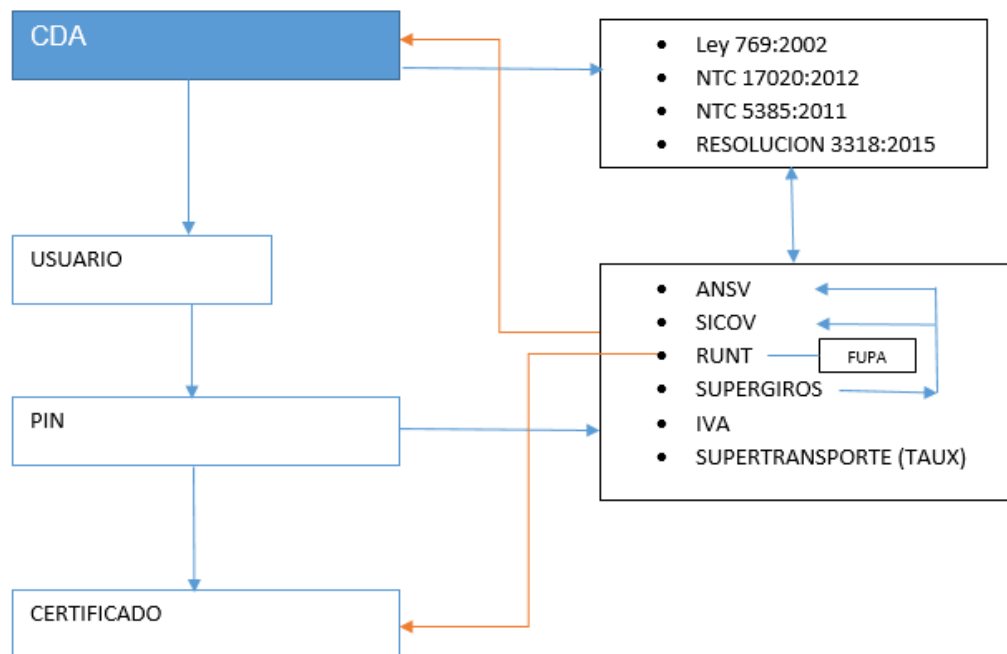 CDA
• Ley 769:2002
• NTC 17020:2012
• NTC 5385:2011
• RESOLUCION 3318:2015
USUARIO
• ANSV
• SICOV
• RUNT
FUPA
• SUPERGIROS
• IVA
• SUPERTRANSPORTE (TAUX)
PIN
CERTIFICADO